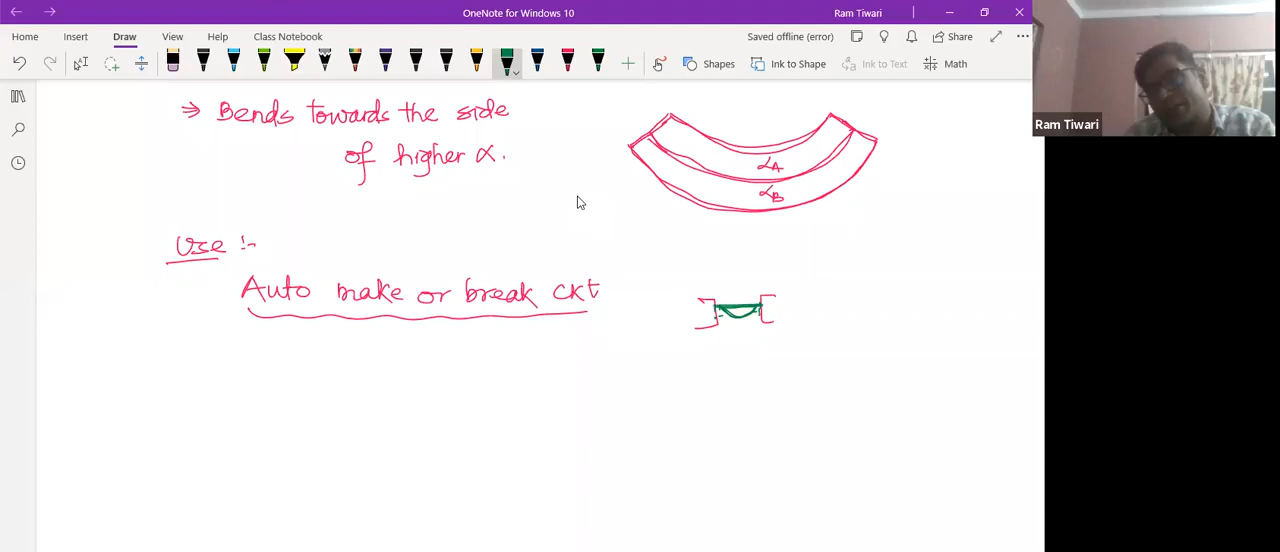 OneNote for Windows 10
Ram Tiwari
Home Insert Draw View Help Class Notebook
Saved offline (error)
Share
Shapes
Ink to Shape
Ink to Text
Math
Ram Tiwari
⇒ Bends towards the side
of higher α.
αA
αB
Use :-
Auto make or break ckt